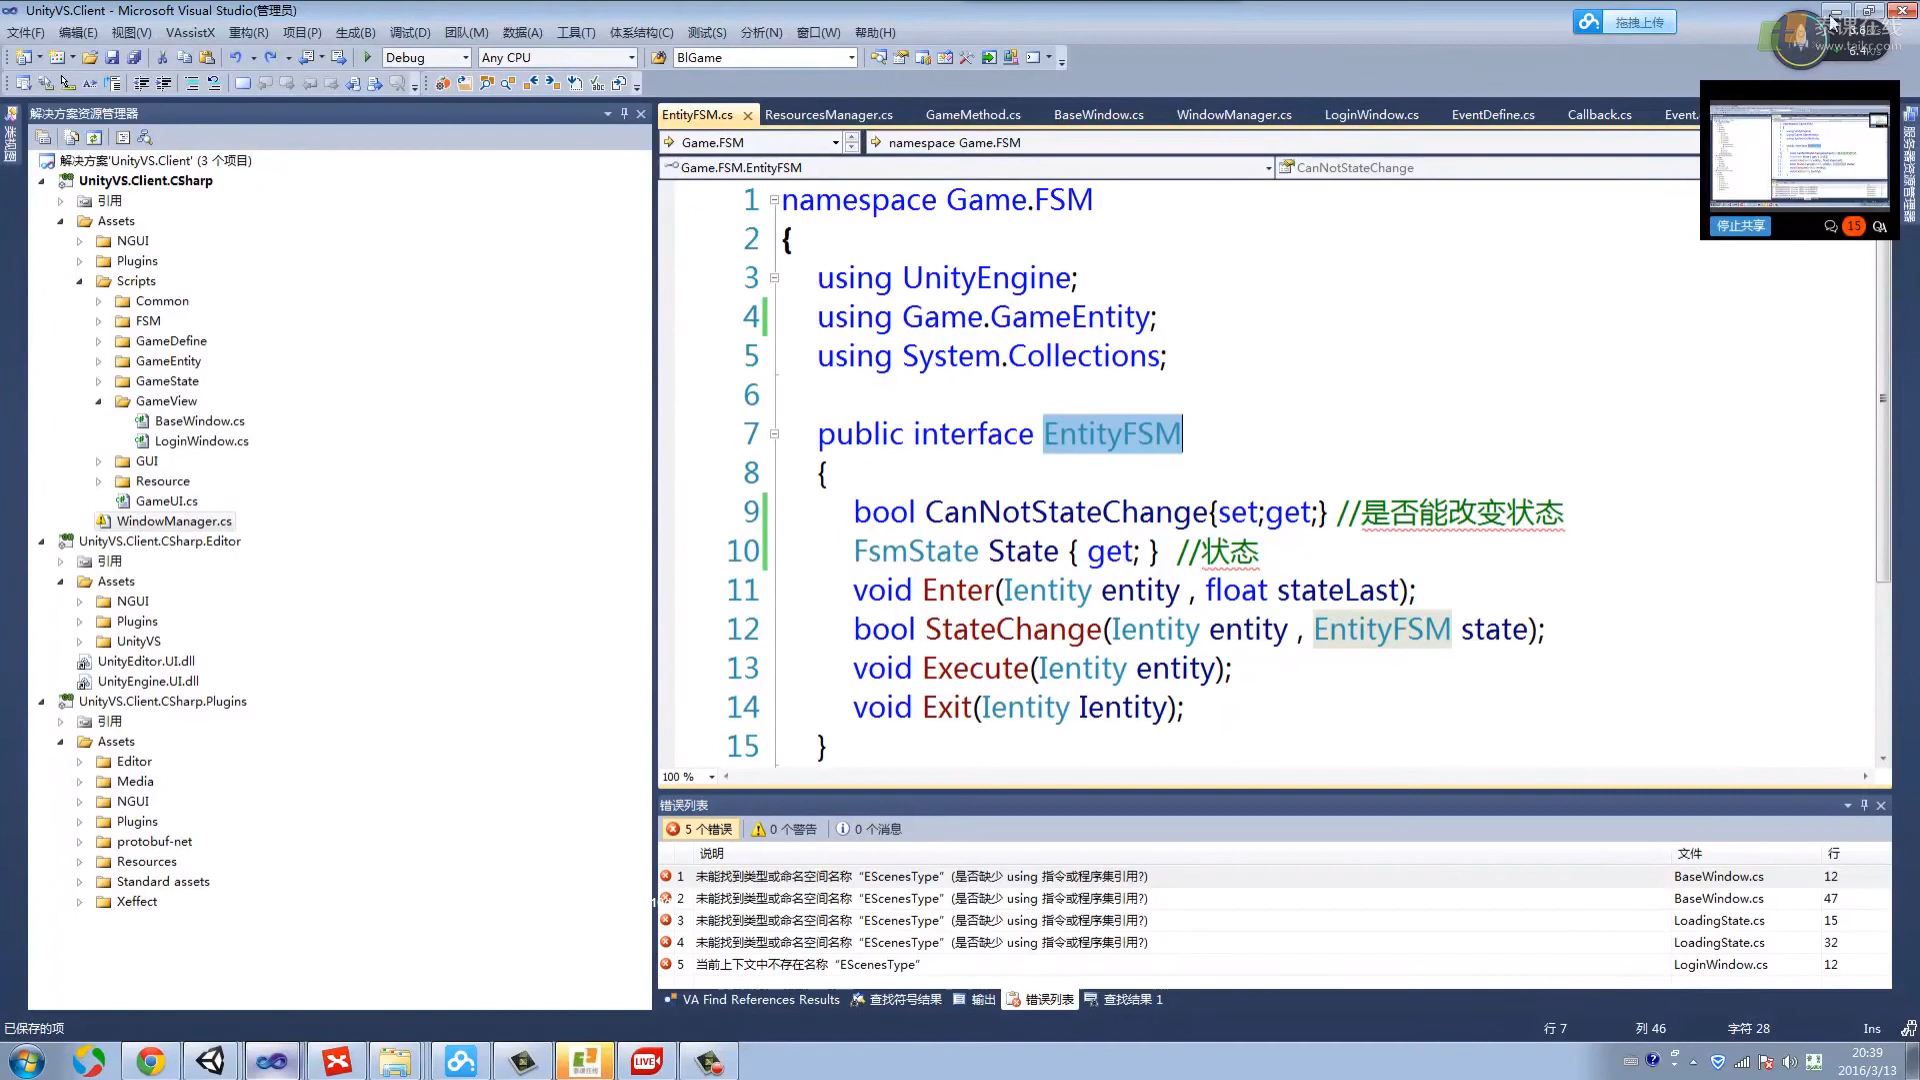 UnityVS.Client - Microsoft Visual Studio(管理员)
文件(F) 编辑(E) 视图(V) VAssistX 重构(R) 项目(P) 生成(B) 调试(D) 团队(M) 数据(A) 工具(T) 体系结构(C) 测试(S) 分析(N) 窗口(W) 帮助(H)
拖拽上传
www.taikr.com
Debug Any CPU BIGame
解决方案资源管理器
解决方案'UnityVS.Client' (3 个项目)
UnityVS.Client.CSharp
引用
Assets
NGUI
Plugins
Scripts
Common
FSM
GameDefine
GameEntity
GameState
GameView
BaseWindow.cs
LoginWindow.cs
GUI
Resource
GameUI.cs
WindowManager.cs
UnityVS.Client.CSharp.Editor
引用
Assets
NGUI
Plugins
UnityVS
UnityEditor.UI.dll
UnityEngine.UI.dll
UnityVS.Client.CSharp.Plugins
引用
Assets
Editor
Media
NGUI
Plugins
protobuf-net
Resources
Standard assets
Xeffect
EntityFSM.cs ResourcesManager.cs GameMethod.cs BaseWindow.cs WindowManager.cs LoginWindow.cs EventDefine.cs Callback.cs Event.
Game.FSM namespace Game.FSM
Game.FSM.EntityFSM CanNotStateChange
1 namespace Game.FSM
2 {
3 using UnityEngine;
4 using Game.GameEntity;
5 using System.Collections;
6
7 public interface EntityFSM
8 {
9 bool CanNotStateChange{set;get;} //是否能改变状态
10 FsmState State { get; } //状态
11 void Enter(Ientity entity , float stateLast);
12 bool StateChange(Ientity entity , EntityFSM state);
13 void Execute(Ientity entity);
14 void Exit(Ientity Ientity);
15 }
100 %
停止共享 15
服务器资源管理器
类视图
错误列表
5 个错误 0 个警告 0 个消息
说明 文件 行
1 未能找到类型或命名空间名称“EScenesType”(是否缺少 using 指令或程序集引用?) BaseWindow.cs 12
2 未能找到类型或命名空间名称“EScenesType”(是否缺少 using 指令或程序集引用?) BaseWindow.cs 47
3 未能找到类型或命名空间名称“EScenesType”(是否缺少 using 指令或程序集引用?) LoadingState.cs 15
4 未能找到类型或命名空间名称“EScenesType”(是否缺少 using 指令或程序集引用?) LoadingState.cs 32
5 当前上下文中不存在名称“EScenesType” LoginWindow.cs 12
VA Find References Results 查找符号结果 输出 错误列表 查找结果 1
已保存的项 行 7 列 46 字符 28 Ins
LIVE
20:39
2016/3/13